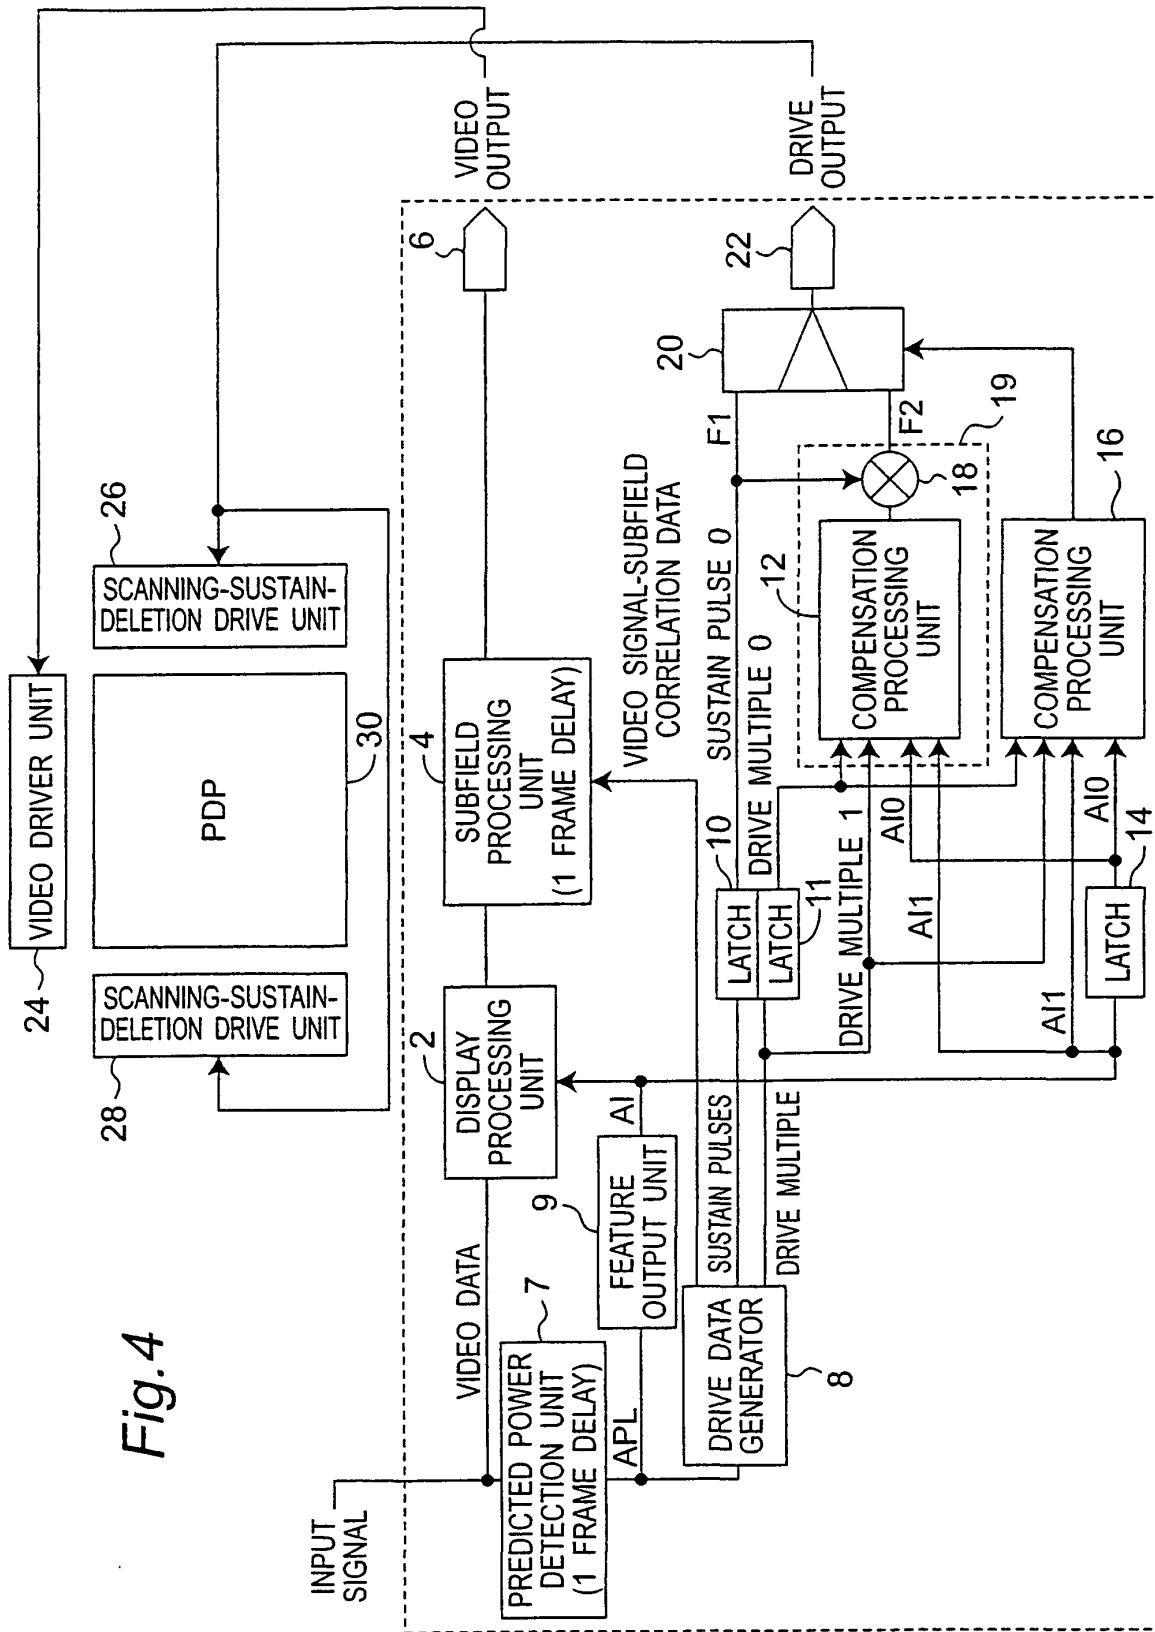 Fig.4
INPUT
SIGNAL
24
VIDEO DRIVER UNIT
28
SCANNING-SUSTAIN-
DELETION DRIVE UNIT
PDP
30
26
SCANNING-SUSTAIN-
DELETION DRIVE UNIT
VIDEO DATA
2
DISPLAY
PROCESSING
UNIT
4
SUBFIELD
PROCESSING
UNIT
(1 FRAME DELAY)
6
VIDEO
OUTPUT
7
PREDICTED POWER
DETECTION UNIT
(1 FRAME DELAY)
APL
9
FEATURE
OUTPUT UNIT
AI
VIDEO SIGNAL-SUBFIELD
CORRELATION DATA
8
DRIVE DATA
GENERATOR
SUSTAIN PULSES
DRIVE MULTIPLE
10
LATCH
LATCH
11
SUSTAIN PULSE 0
DRIVE MULTIPLE 0
DRIVE MULTIPLE 1
F1
20
22
DRIVE
OUTPUT
12
COMPENSATION
PROCESSING
UNIT
18
F2
19
AI0
AI1
AI1
AI0
LATCH
14
COMPENSATION
PROCESSING
UNIT
16